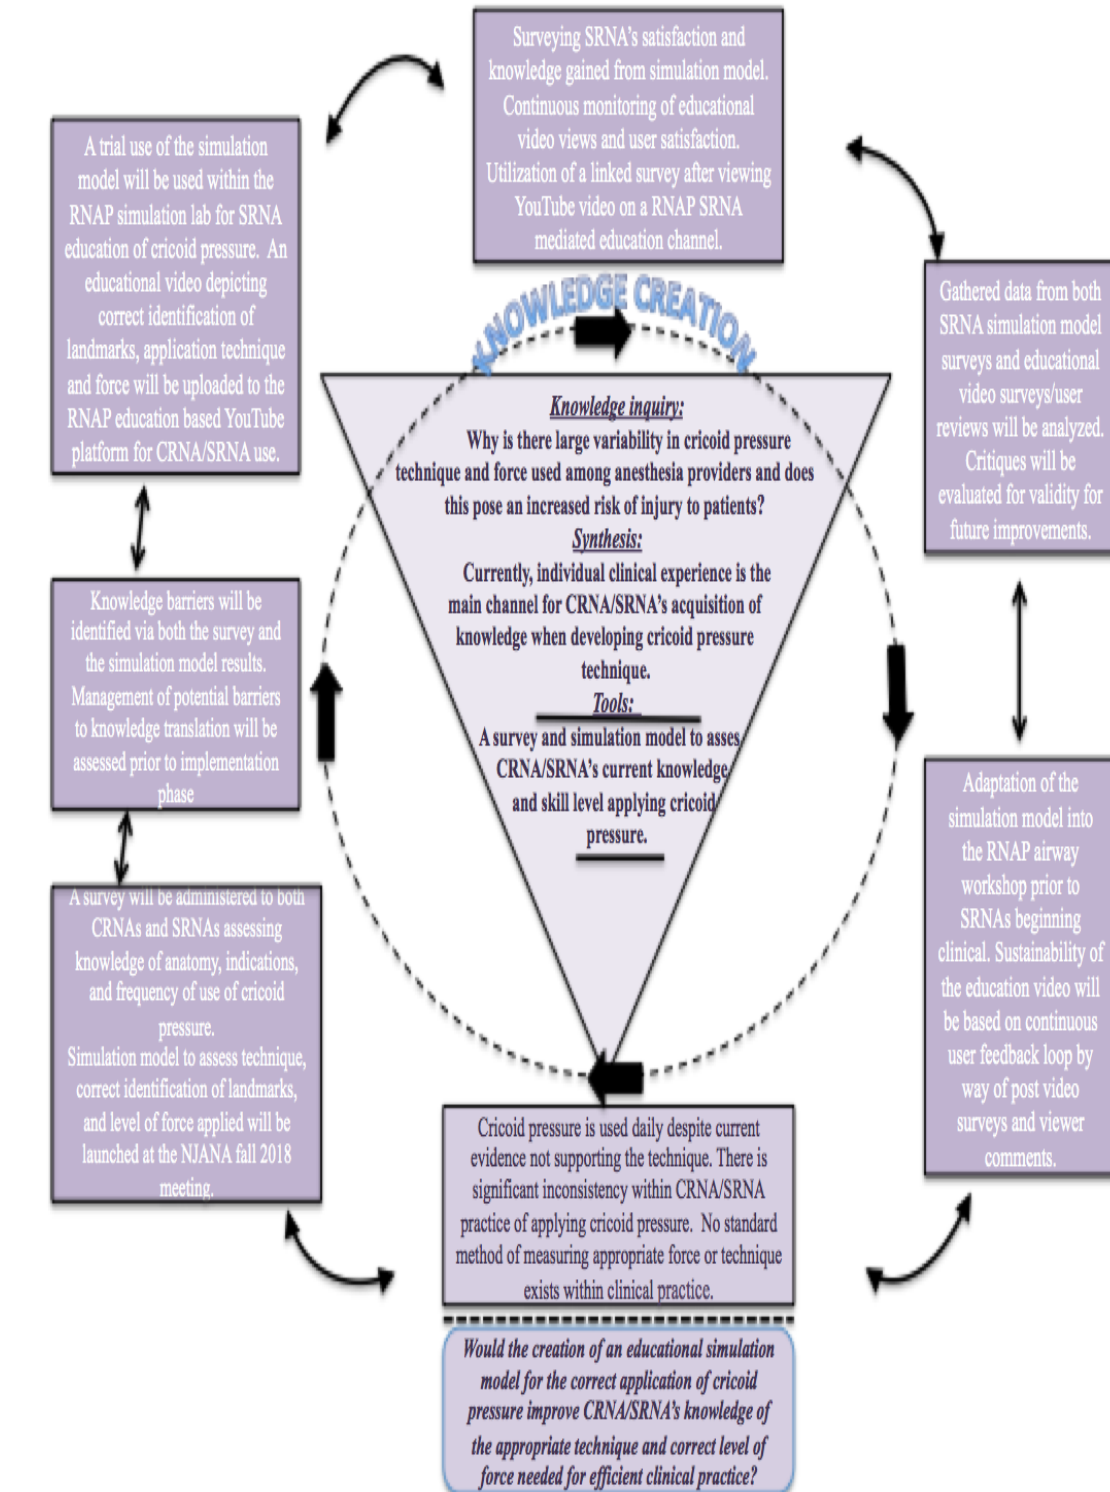 Surveying SRNA's satisfaction and
knowledge gained from simulation model.
Continuous monitoring of educational
video views and user satisfaction.
Utilization of a linked survey after viewing
YouTube video on a RNAP SRNA
mediated education channel.
A trial use of the simulation
model will be used within the
RNAP simulation lab for SRNA
education of cricoid pressure. An
educational video depicting
correct identification of
landmarks, application technique
and force will be uploaded to the
RNAP education based YouTube
platform for CRNA/SRNA use.
Gathered data from both
SRNA simulation model
surveys and educational
video surveys/user
reviews will be analyzed.
Critiques will be
evaluated for validity for
future improvements.
KNOWLEDGE CREATION
Knowledge inquiry:
Why is there large variability in cricoid pressure
technique and force used among anesthesia providers and does
this pose an increased risk of injury to patients?
Synthesis:
Currently, individual clinical experience is the
main channel for CRNA/SRNA's acquisition of
knowledge when developing cricoid pressure
technique.
Tools:
A survey and simulation model to asses
CRNA/SRNA's current knowledge
and skill level applying cricoid
pressure.
Knowledge barriers will be
identified via both the survey and
the simulation model results.
Management of potential barriers
to knowledge translation will be
assessed prior to implementation
phase
Adaptation of the
simulation model into
the RNAP airway
workshop prior to
SRNAs beginning
clinical. Sustainability of
the education video will
be based on continuous
user feedback loop by
way of post video
surveys and viewer
comments.
A survey will be administered to both
CRNAs and SRNAs assessing
knowledge of anatomy, indications,
and frequency of use of cricoid
pressure.
Simulation model to assess technique,
correct identification of landmarks,
and level of force applied will be
launched at the NJANA fall 2018
meeting.
Cricoid pressure is used daily despite current
evidence not supporting the technique. There is
significant inconsistency within CRNA/SRNA
practice of applying cricoid pressure. No standard
method of measuring appropriate force or technique
exists within clinical practice.
Would the creation of an educational simulation
model for the correct application of cricoid
pressure improve CRNA/SRNA's knowledge of
the appropriate technique and correct level of
force needed for efficient clinical practice?